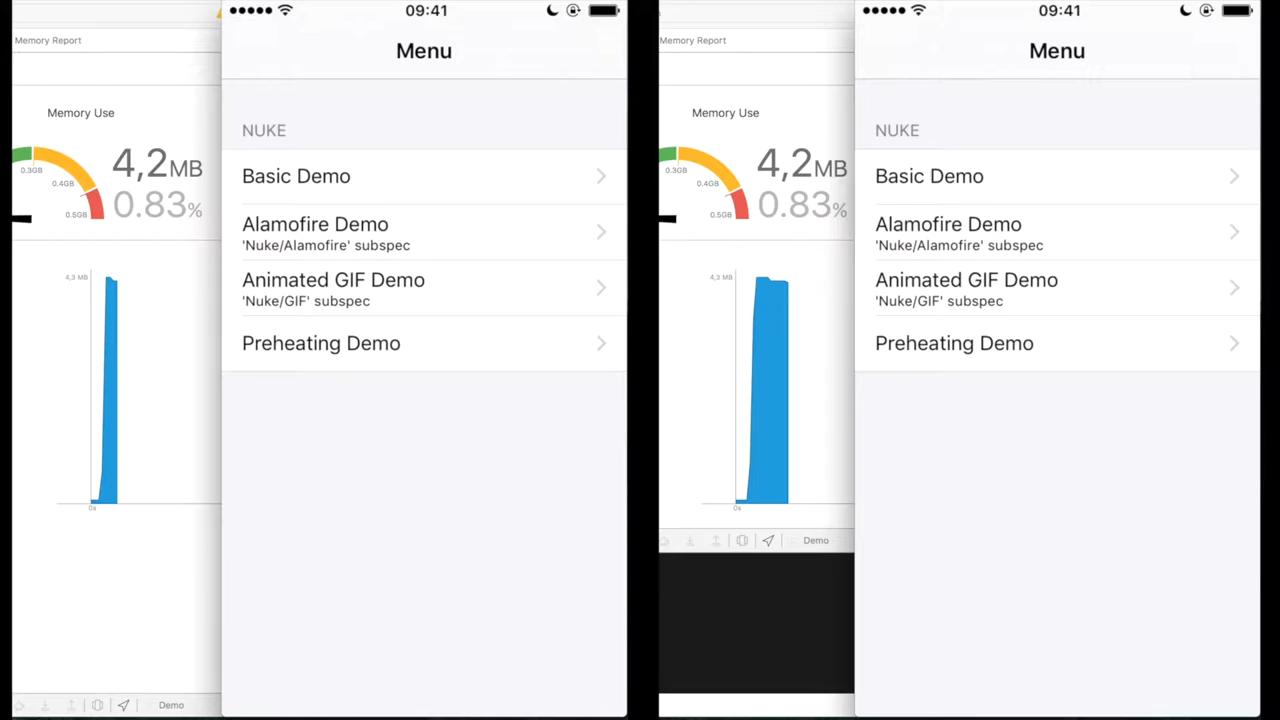 Memory Report
Memory Use
0.3GB
0.4GB
0.5GB
4,2MB
0.83%
4,3 MB
0s
Demo
09:41
Menu
NUKE
Basic Demo
Alamofire Demo
'Nuke/Alamofire' subspec
Animated GIF Demo
'Nuke/GIF' subspec
Preheating Demo
Memory Report
Memory Use
0.3GB
0.4GB
0.5GB
4,2MB
0.83%
4,3 MB
0s
Demo
09:41
Menu
NUKE
Basic Demo
Alamofire Demo
'Nuke/Alamofire' subspec
Animated GIF Demo
'Nuke/GIF' subspec
Preheating Demo